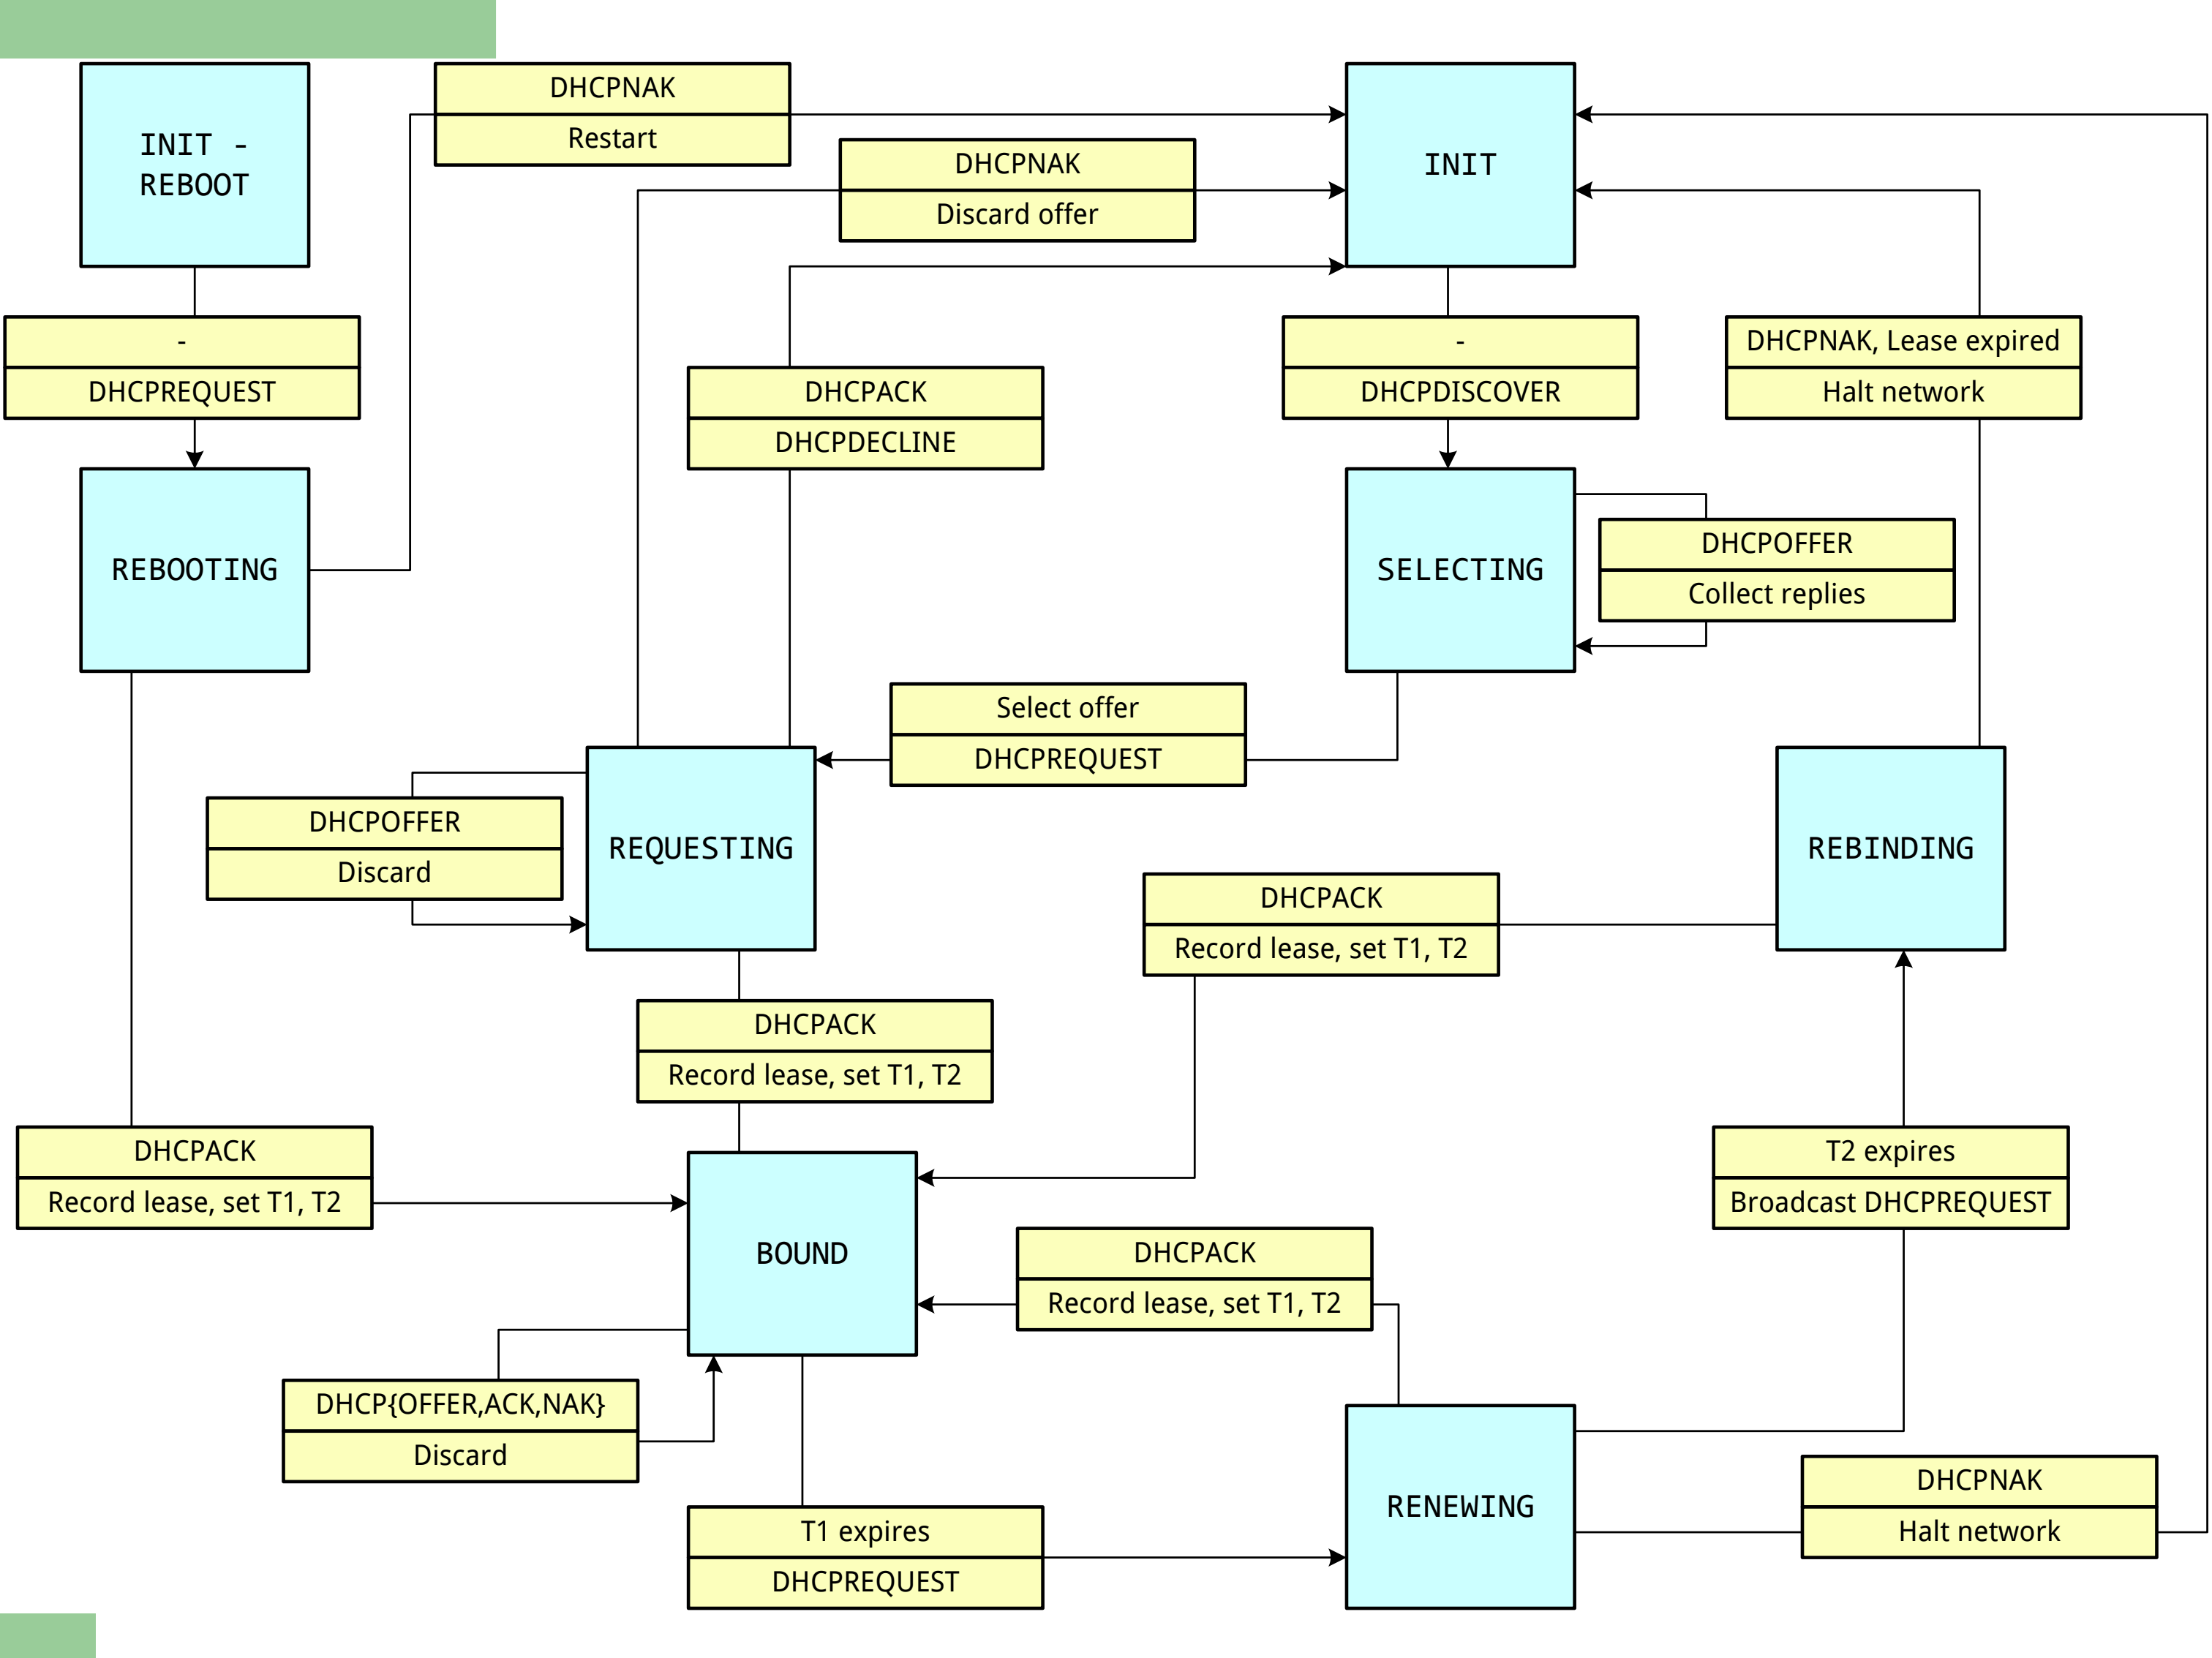 DHCPNAK
Restart
INIT -
REBOOT
INIT
DHCPNAK
Discard offer
-
DHCPREQUEST
DHCPACK
DHCPDECLINE
-
DHCPDISCOVER
DHCPNAK, Lease expired
Halt network
REBOOTING
SELECTING
DHCPOFFER
Collect replies
Select offer
DHCPREQUEST
DHCPOFFER
Discard
REQUESTING
REBINDING
DHCPACK
Record lease, set T1, T2
DHCPACK
Record lease, set T1, T2
DHCPACK
Record lease, set T1, T2
T2 expires
Broadcast DHCPREQUEST
BOUND
DHCPACK
Record lease, set T1, T2
DHCP{OFFER,ACK,NAK}
Discard
T1 expires
DHCPREQUEST
RENEWING
DHCPNAK
Halt network